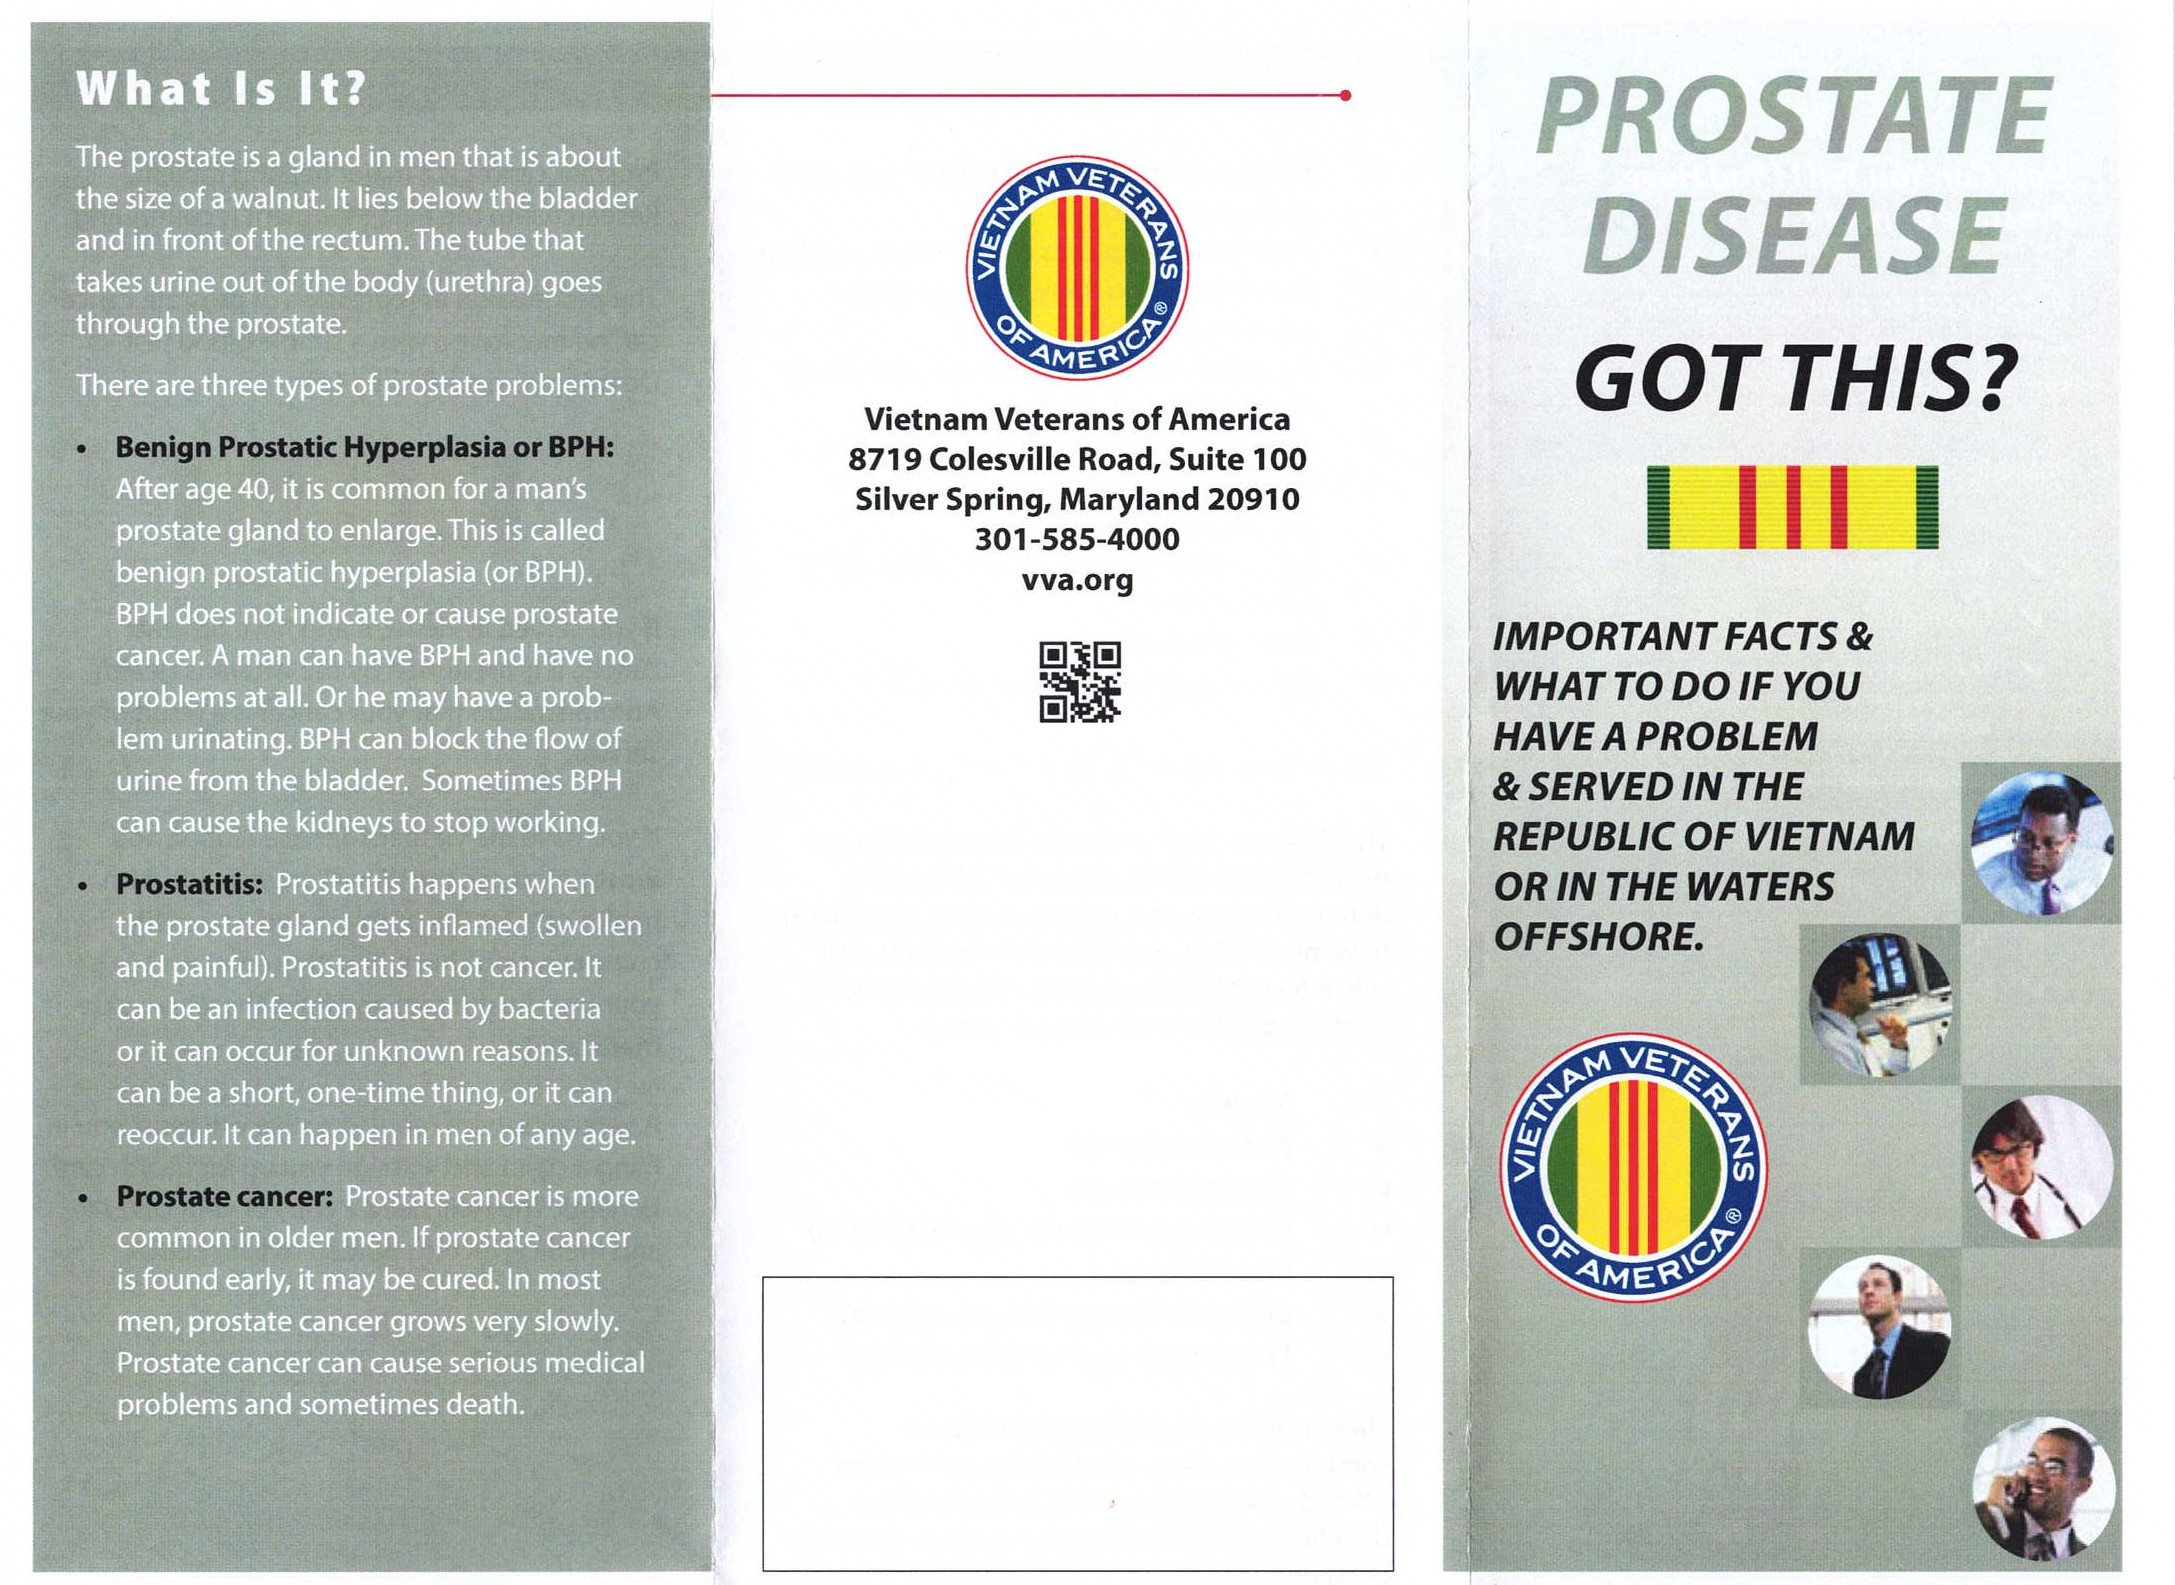 What Is It?
The prostate is a gland in men that is about
the size of a walnut. It lies below the bladder
and in front of the rectum. The tube that
takes urine out of the body (urethra) goes
through the prostate.
There are three types of prostate problems:
• Benign Prostatic Hyperplasia or BPH:
After age 40, it is common for a man's
prostate gland to enlarge. This is called
benign prostatic hyperplasia (or BPH).
BPH does not indicate or cause prostate
cancer. A man can have BPH and have no
problems at all. Or he may have a prob-
lem urinating. BPH can block the flow of
urine from the bladder. Sometimes BPH
can cause the kidneys to stop working.
• Prostatitis: Prostatitis happens when
the prostate gland gets inflamed (swollen
and painful). Prostatitis is not cancer. It
can be an infection caused by bacteria
or it can occur for unknown reasons. It
can be a short, one-time thing, or it can
reoccur. It can happen in men of any age.
• Prostate cancer: Prostate cancer is more
common in older men. If prostate cancer
is found early, it may be cured. In most
men, prostate cancer grows very slowly.
Prostate cancer can cause serious medical
problems and sometimes death.
VIETNAM VETERANS
OF AMERICA®
Vietnam Veterans of America
8719 Colesville Road, Suite 100
Silver Spring, Maryland 20910
301-585-4000
vva.org
PROSTATE
DISEASE
GOT THIS?
IMPORTANT FACTS &
WHAT TO DO IF YOU
HAVE A PROBLEM
& SERVED IN THE
REPUBLIC OF VIETNAM
OR IN THE WATERS
OFFSHORE.
VIETNAM VETERANS
OF AMERICA®